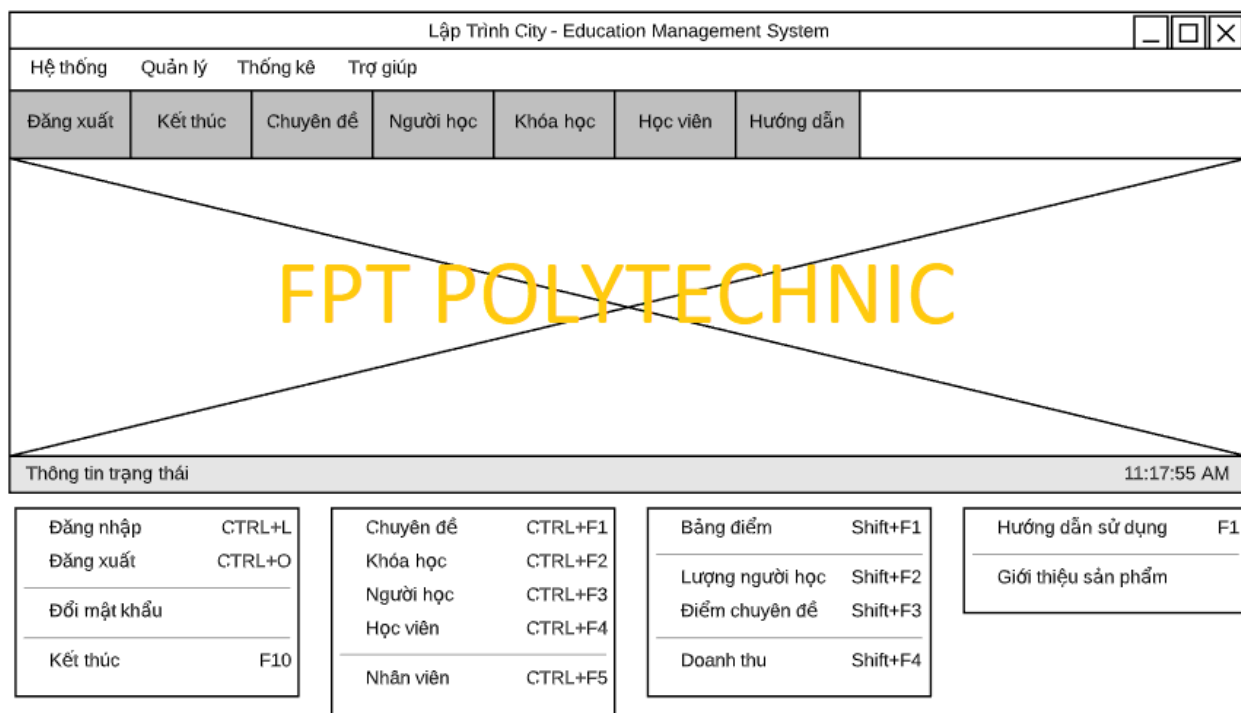 Lập Trình City - Education Management System
Hệ thống Quản lý Thống kê Trợ giúp
Đăng xuất Kết thúc Chuyên đề Người học Khóa học Học viên Hướng dẫn
FPT POLYTECHNIC
Thông tin trạng thái 11:17:55 AM
Đăng nhập CTRL+L
Đăng xuất CTRL+O
Đổi mật khẩu
Kết thúc F10
Chuyên đề CTRL+F1
Khóa học CTRL+F2
Người học CTRL+F3
Học viên CTRL+F4
Nhân viên CTRL+F5
Bảng điểm Shift+F1
Lượng người học Shift+F2
Điểm chuyên đề Shift+F3
Doanh thu Shift+F4
Hướng dẫn sử dụng F1
Giới thiệu sản phẩm